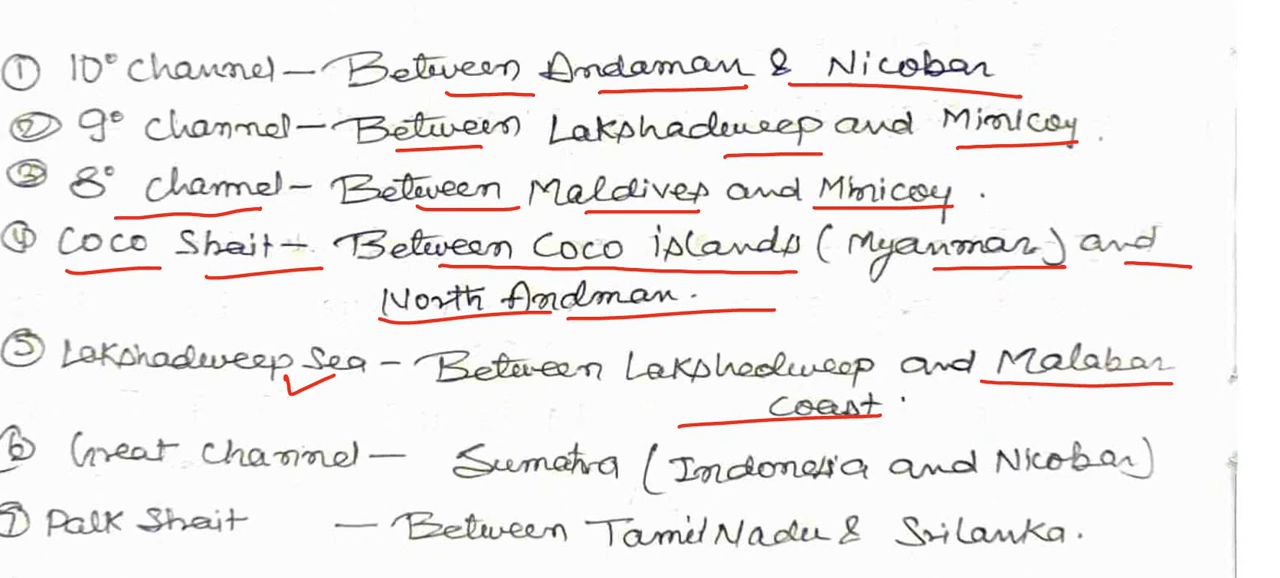 ① 10° Channel – Between Andaman & Nicobar
② 9° Channel – Between Lakshadweep and Minicoy.
③ 8° Channel – Between Maldives and Minicoy.
④ Coco Strait – Between Coco islands (Myanmar) and
North Andman.
⑤ Lakshadweep Sea – Between Lakshadweep and Malabar
Coast.
⑥ Great Channel – Sumatra (Indonesia and Nicobar)
⑦ Palk Strait – Between Tamil Nadu & Srilanka.